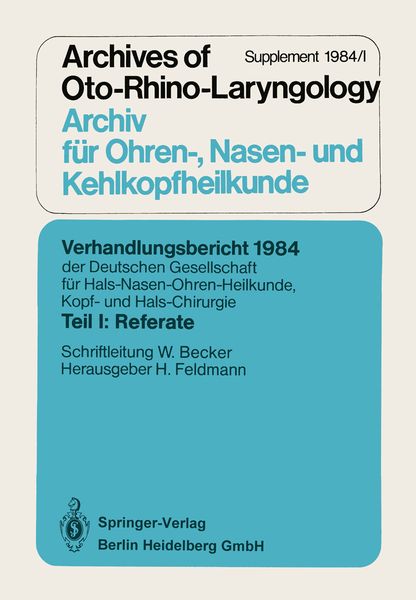 Archives of Supplement 1984/I
Oto-Rhino-Laryngology
Archiv
für Ohren-, Nasen- und
Kehlkopfheilkunde
Verhandlungsbericht 1984
der Deutschen Gesellschaft
für Hals-Nasen-Ohren-Heilkunde,
Kopf- und Hals-Chirurgie
Teil I: Referate
Schriftleitung W. Becker
Herausgeber H. Feldmann
Springer-Verlag
Berlin Heidelberg GmbH